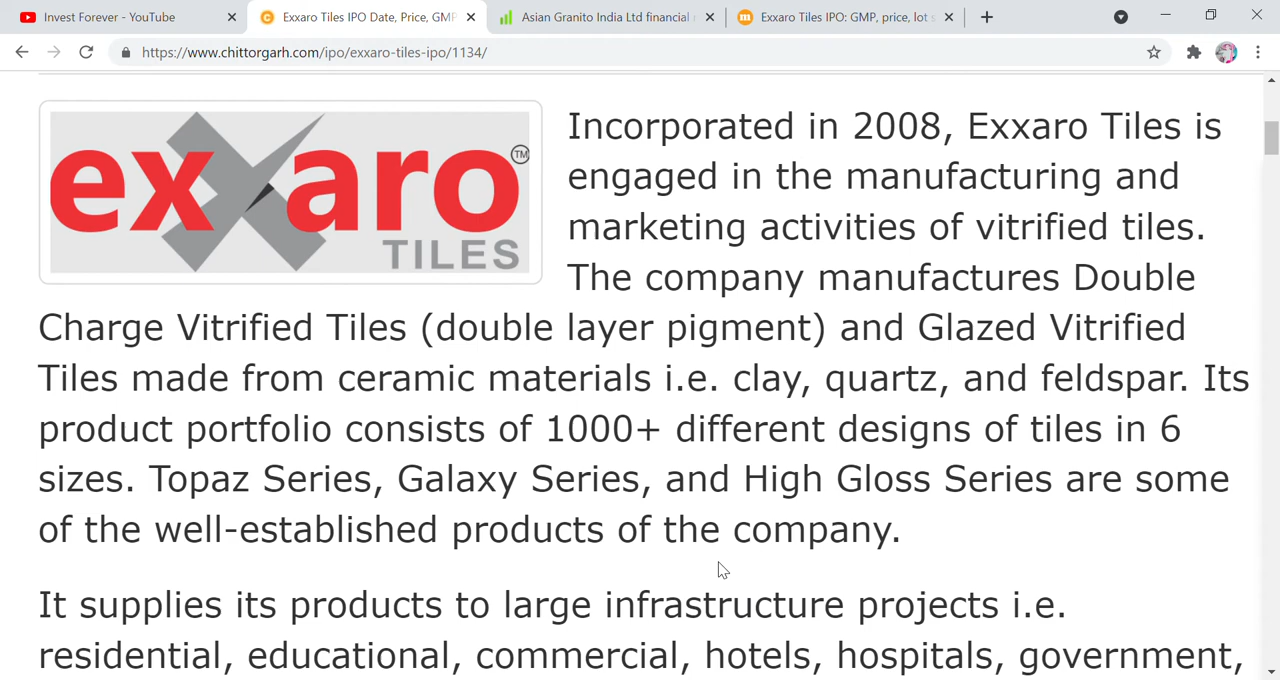 Invest Forever - YouTube
Exxaro Tiles IPO Date, Price, GMP
Asian Granito India Ltd financial
Exxaro Tiles IPO: GMP, price, lot s
https://www.chittorgarh.com/ipo/exxaro-tiles-ipo/1134/
exxaro TM
TILES
Incorporated in 2008, Exxaro Tiles is
engaged in the manufacturing and
marketing activities of vitrified tiles.
The company manufactures Double
Charge Vitrified Tiles (double layer pigment) and Glazed Vitrified
Tiles made from ceramic materials i.e. clay, quartz, and feldspar. Its
product portfolio consists of 1000+ different designs of tiles in 6
sizes. Topaz Series, Galaxy Series, and High Gloss Series are some
of the well-established products of the company.
It supplies its products to large infrastructure projects i.e.
residential, educational, commercial, hotels, hospitals, government,